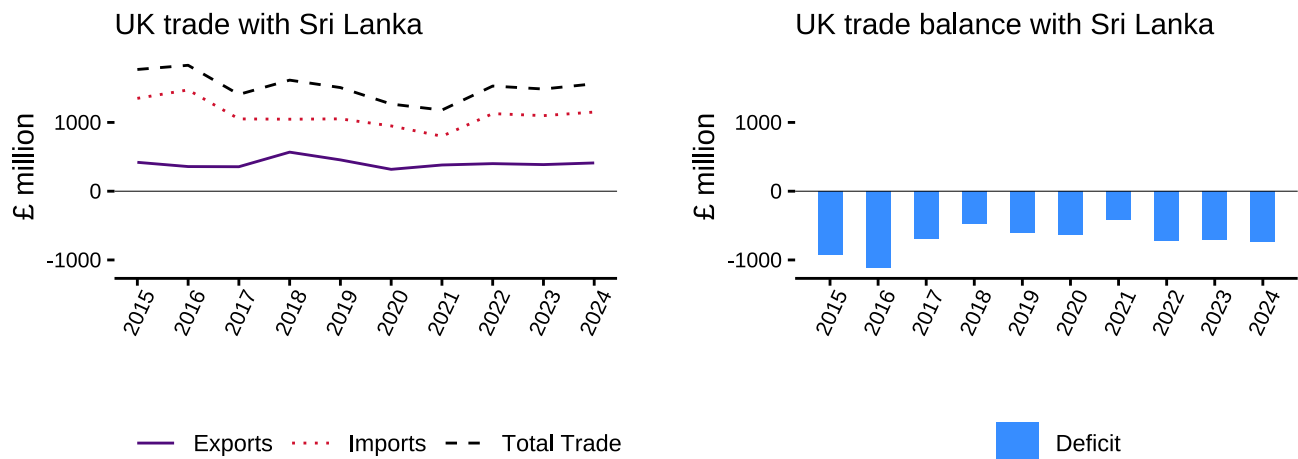 UK trade with Sri Lanka
£ million
1000
0
-1000
2015 2016 2017 2018 2019 2020 2021 2022 2023 2024
Exports Imports Total Trade
UK trade balance with Sri Lanka
£ million
1000
0
-1000
2015 2016 2017 2018 2019 2020 2021 2022 2023 2024
Deficit